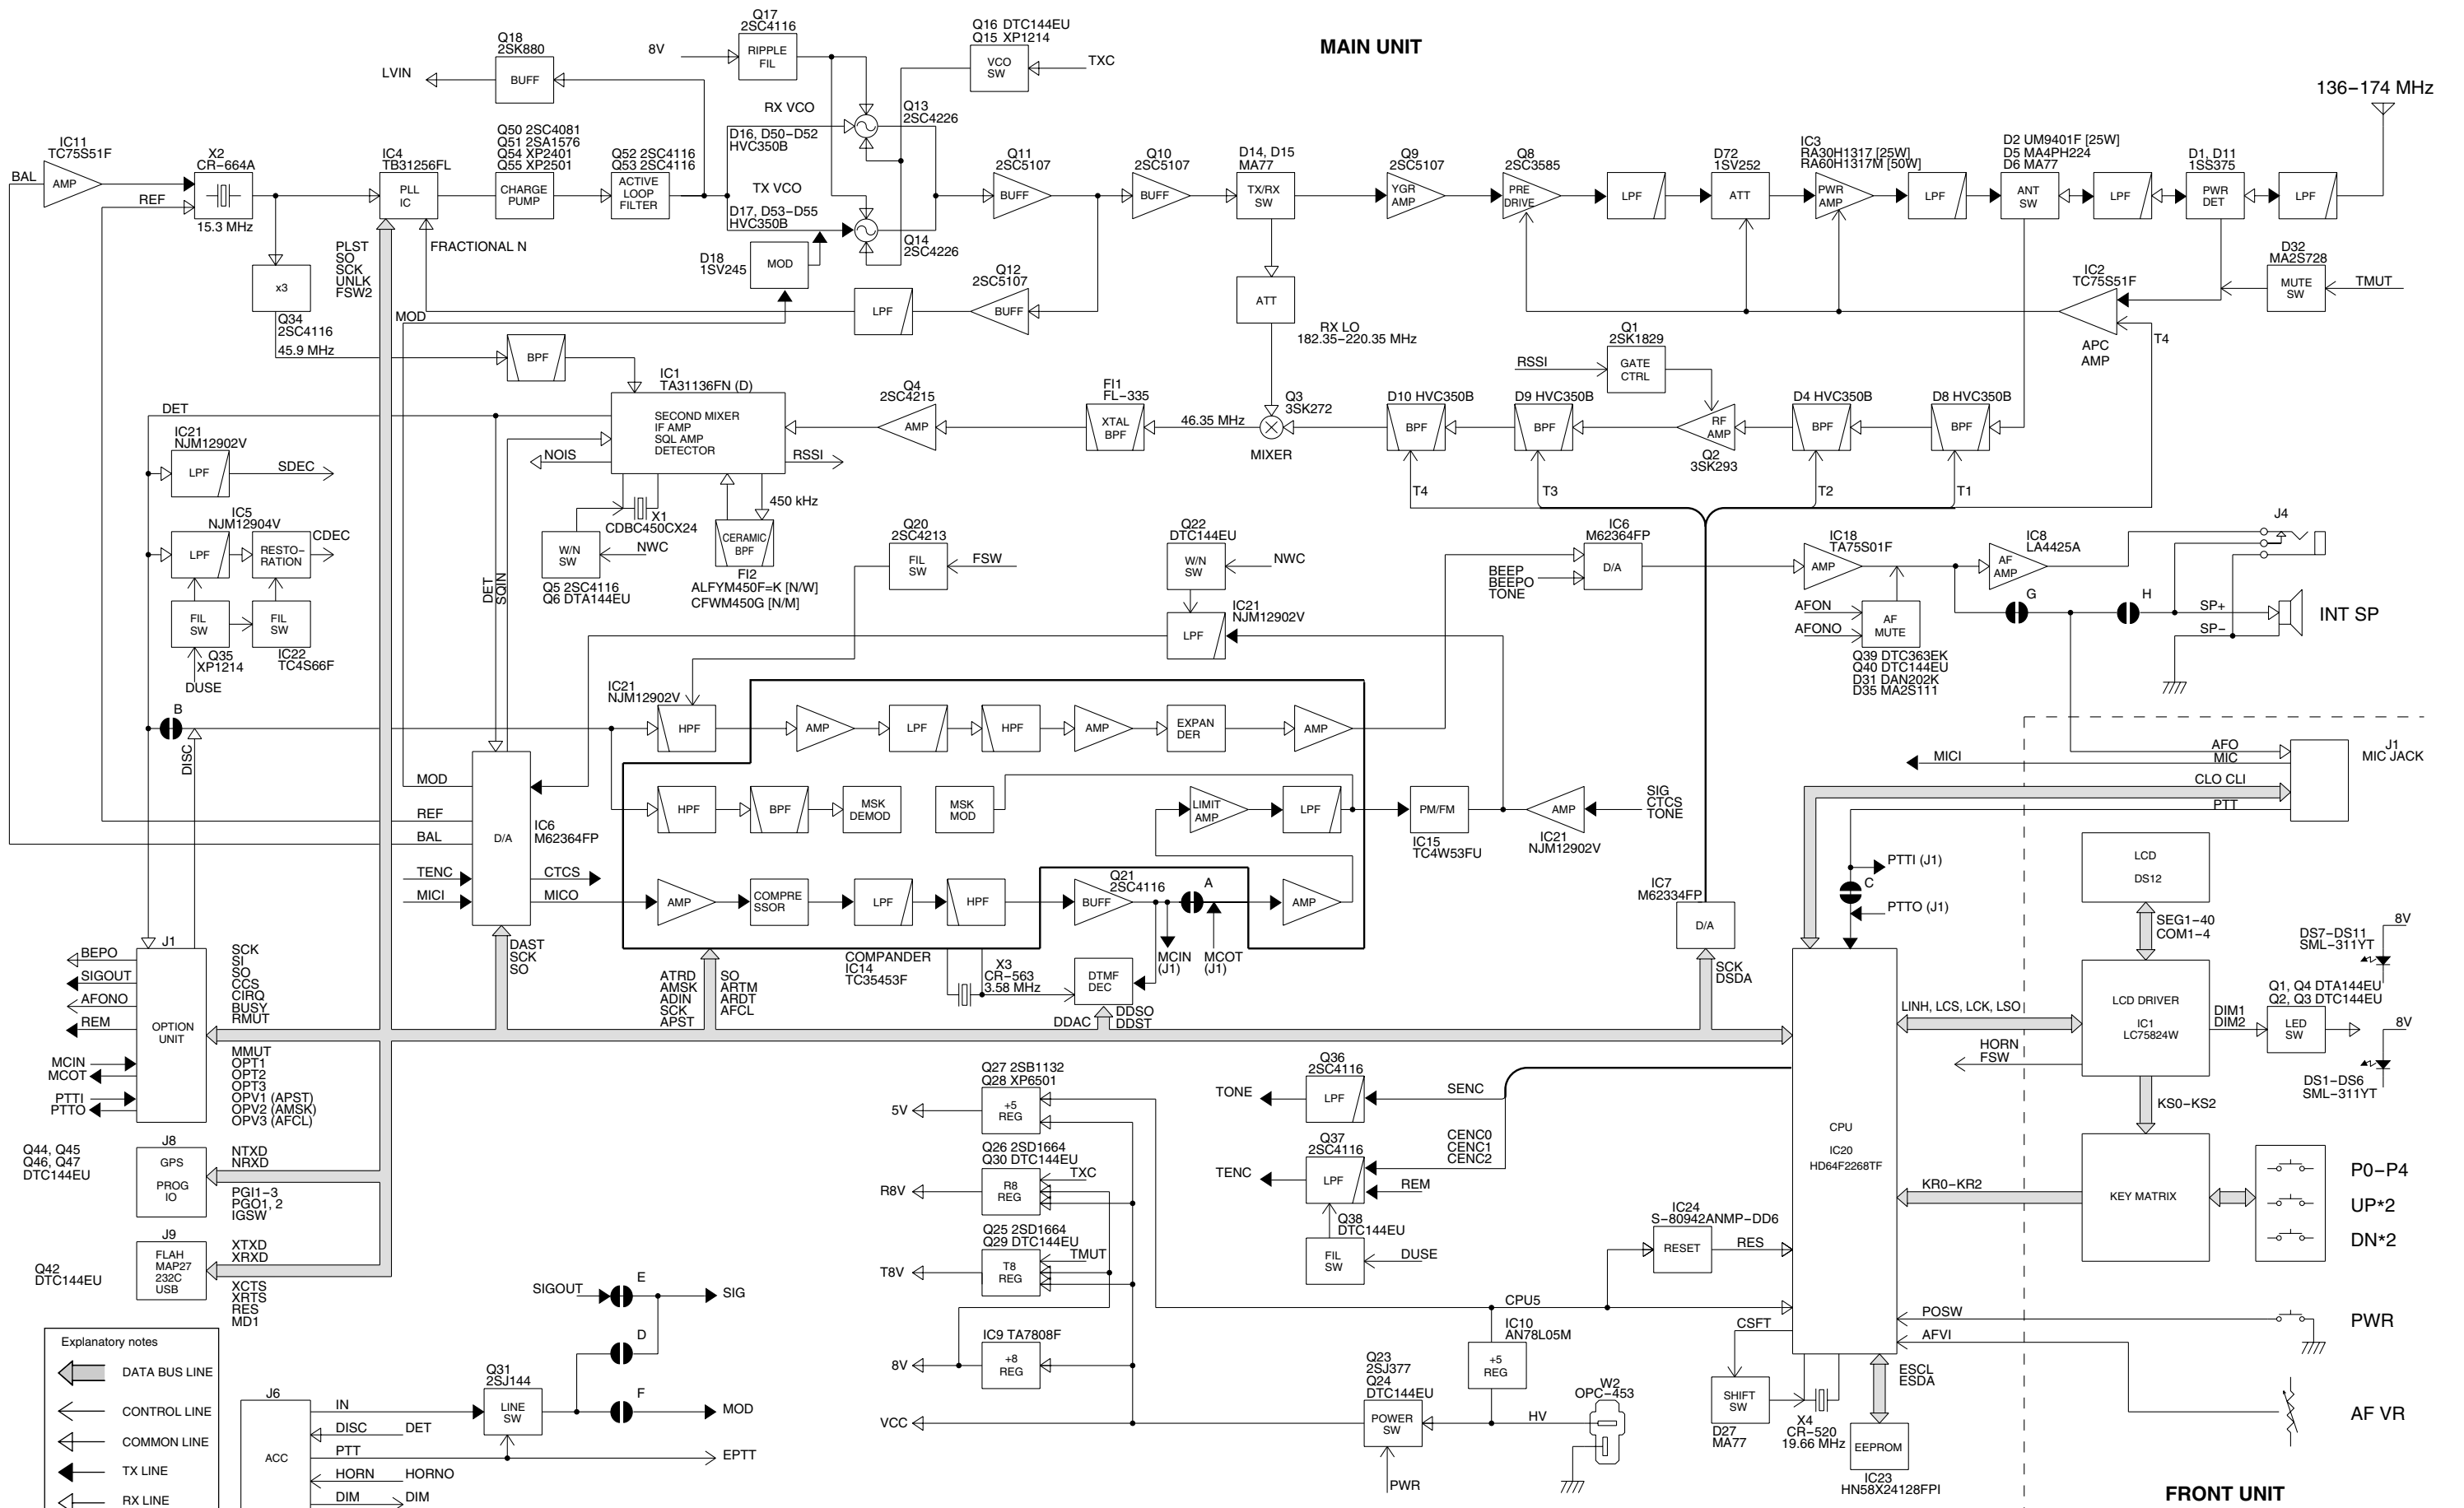 MAIN UNIT
136–174 MHz
Q17
2SC4116
8V
RIPPLE
FIL
Q16 DTC144EU
Q15 XP1214
VCO
SW
TXC
Q18
2SK880
LVIN
BUFF
RX VCO
Q13
2SC4226
D16, D50–D52
HVC350B
IC11
TC75S51F
BAL
AMP
REF
X2
CR–664A
15.3 MHz
IC4
TB31256FL
PLL
IC
Q50 2SC4081
Q51 2SA1576
Q54 XP2401
Q55 XP2501
CHARGE
PUMP
Q52 2SC4116
Q53 2SC4116
ACTIVE
LOOP
FILTER
TX VCO
D17, D53–D55
HVC350B
Q14
2SC4226
D18
1SV245
MOD
Q11
2SC5107
BUFF
Q10
2SC5107
BUFF
D14, D15
MA77
TX/RX
SW
Q9
2SC5107
YGR
AMP
Q8
2SC3585
PRE
DRIVE
LPF
D72
1SV252
ATT
IC3
RA30H1317 [25W]
RA60H1317M [50W]
PWR
AMP
LPF
D2 UM9401F [25W]
D5 MA4PH224
D6 MA77
ANT
SW
LPF
D1, D11
1SS375
PWR
DET
LPF
PLST
SO
SCK
UNLK
FSW2
FRACTIONAL N
x3
Q34
2SC4116
45.9 MHz
MOD
LPF
Q12
2SC5107
BUFF
ATT
RX LO
182.35–220.35 MHz
IC2
TC75S51F
APC
AMP
T4
D32
MA2S728
MUTE
SW
TMUT
BPF
IC1
TA31136FN (D)
SECOND MIXER
IF AMP
SQL AMP
DETECTOR
NOIS
RSSI
Q4
2SC4215
AMP
FI1
FL–335
XTAL
BPF
46.35 MHz
Q3
3SK272
MIXER
D10 HVC350B
BPF
D9 HVC350B
BPF
RSSI
Q1
2SK1829
GATE
CTRL
RF
AMP
Q2
3SK293
D4 HVC350B
BPF
D8 HVC350B
BPF
T4
T3
T2
T1
DET
IC21
NJM12902V
LPF
SDEC
IC5
NJM12904V
LPF
RESTO–
RATION
CDEC
FIL
SW
FIL
SW
Q35
XP1214
IC22
TC4S66F
DUSE
DET
SQIN
W/N
SW
NWC
Q5 2SC4116
Q6 DTA144EU
X1
CDBC450CX24
450 kHz
CERAMIC
BPF
FI2
ALFYM450F=K [N/W]
CFWM450G [N/M]
Q20
2SC4213
FIL
SW
FSW
Q22
DTC144EU
W/N
SW
NWC
IC21
NJM12902V
LPF
IC6
M62364FP
D/A
BEEP
BEEPO
TONE
IC18
TA75S01F
AMP
AFON
AFONO
AF
MUTE
Q39 DTC363EK
Q40 DTC144EU
D31 DAN202K
D35 MA2S111
IC8
LA4425A
AF
AMP
J4
G
H
SP+
SP–
INT SP
B
DISC
IC21
NJM12902V
HPF
AMP
LPF
HPF
AMP
EXPAN
DER
AMP
HPF
BPF
MSK
DEMOD
MSK
MOD
LIMIT
AMP
LPF
PM/FM
IC15
TC4W53FU
AMP
IC21
NJM12902V
SIG
CTCS
TONE
MOD
REF
BAL
TENC
MICI
D/A
IC6
M62364FP
CTCS
MICO
AMP
COMPRE
SSOR
LPF
HPF
Q21
2SC4116
BUFF
A
AMP
MCIN
(J1)
MCOT
(J1)
COMPANDER
IC14
TC35453F
X3
CR–563
3.58 MHz
DTMF
DEC
DDAC
DDSO
DDST
DAST
SCK
SO
ATRD
AMSK
ADIN
SCK
APST
SO
ARTM
ARDT
AFCL
IC7
M62334FP
D/A
SCK
DSDA
MICI
AFO
MIC
CLO CLI
PTT
J1
MIC JACK
PTTI (J1)
C
PTTO (J1)
LCD
DS12
SEG1–40
COM1–4
LCD DRIVER
IC1
LC75824W
LINH, LCS, LCK, LSO
HORN
FSW
DIM1
DIM2
Q1, Q4 DTA144EU
Q2, Q3 DTC144EU
LED
SW
8V
DS7–DS11
SML–311YT
8V
DS1–DS6
SML–311YT
KS0–KS2
KEY MATRIX
KR0–KR2
P0–P4
UP*2
DN*2
J1
OPTION
UNIT
BEPO
SIGOUT
AFONO
REM
MCIN
MCOT
PTTI
PTTO
SCK
SI
SO
CCS
CIRQ
BUSY
RMUT
MMUT
OPT1
OPT2
OPT3
OPV1 (APST)
OPV2 (AMSK)
OPV3 (AFCL)
Q44, Q45
Q46, Q47
DTC144EU
J8
GPS
PROG
IO
NTXD
NRXD
PGI1–3
PGO1, 2
IGSW
J9
FLAH
MAP27
232C
USB
Q42
DTC144EU
XTXD
XRXD
XCTS
XRTS
RES
MD1
Q27 2SB1132
Q28 XP6501
5V
+5
REG
Q26 2SD1664
Q30 DTC144EU
R8V
R8
REG
TXC
Q25 2SD1664
Q29 DTC144EU
T8V
T8
REG
TMUT
IC9 TA7808F
8V
+8
REG
VCC
Q36
2SC4116
TONE
LPF
SENC
Q37
2SC4116
TENC
LPF
CENC0
CENC1
CENC2
REM
Q38
DTC144EU
FIL
SW
DUSE
CPU
IC20
HD64F2268TF
IC24
S–80942ANMP–DD6
RESET
RES
CPU5
IC10
AN78L05M
+5
REG
Q23
2SJ377
Q24
DTC144EU
POWER
SW
PWR
HV
W2
OPC–453
CSFT
SHIFT
SW
D27
MA77
X4
CR–520
19.66 MHz
ESCL
ESDA
EEPROM
IC23
HN58X24128FPI
POSW
PWR
AFVI
AF VR
FRONT UNIT
SIGOUT
E
SIG
D
F
MOD
Q31
2SJ144
LINE
SW
J6
ACC
IN
DISC
DET
PTT
EPTT
HORN
HORNO
DIM
DIM
Explanatory notes
DATA BUS LINE
CONTROL LINE
COMMON LINE
TX LINE
RX LINE